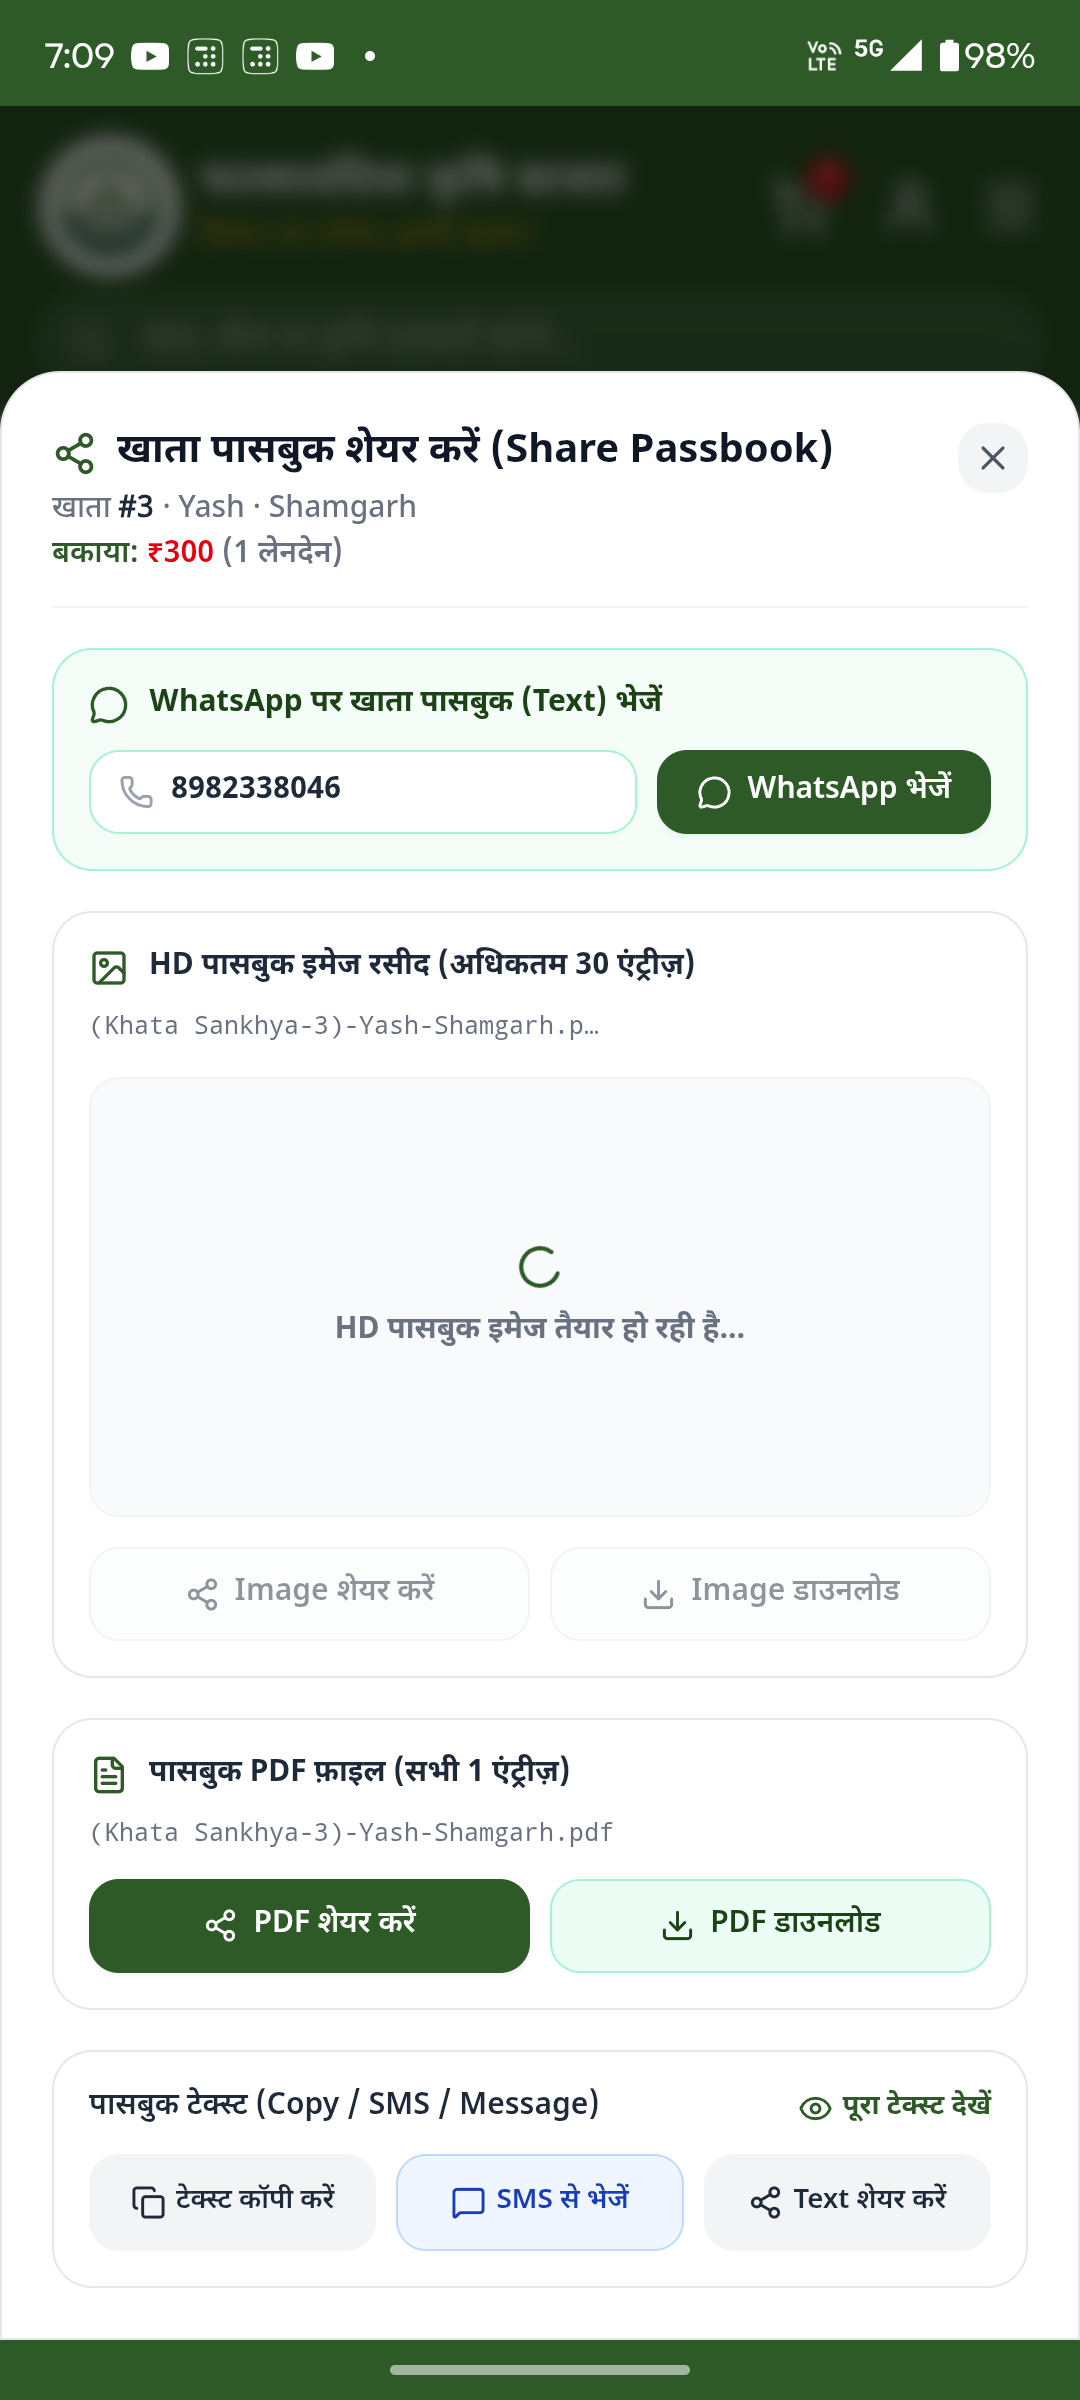 7:09
VoLTE 5G 98%
खाता पासबुक शेयर करें (Share Passbook)
खाता #3 · Yash · Shamgarh
बकाया: ₹300 (1 लेनदेन)
WhatsApp पर खाता पासबुक (Text) भेजें
8982338046
WhatsApp भेजें
HD पासबुक इमेज रसीद (अधिकतम 30 एंट्रीज़)
(Khata Sankhya-3)-Yash-Shamgarh.p…
HD पासबुक इमेज तैयार हो रही है...
Image शेयर करें
Image डाउनलोड
पासबुक PDF फ़ाइल (सभी 1 एंट्रीज़)
(Khata Sankhya-3)-Yash-Shamgarh.pdf
PDF शेयर करें
PDF डाउनलोड
पासबुक टेक्स्ट (Copy / SMS / Message)
पूरा टेक्स्ट देखें
टेक्स्ट कॉपी करें
SMS से भेजें
Text शेयर करें